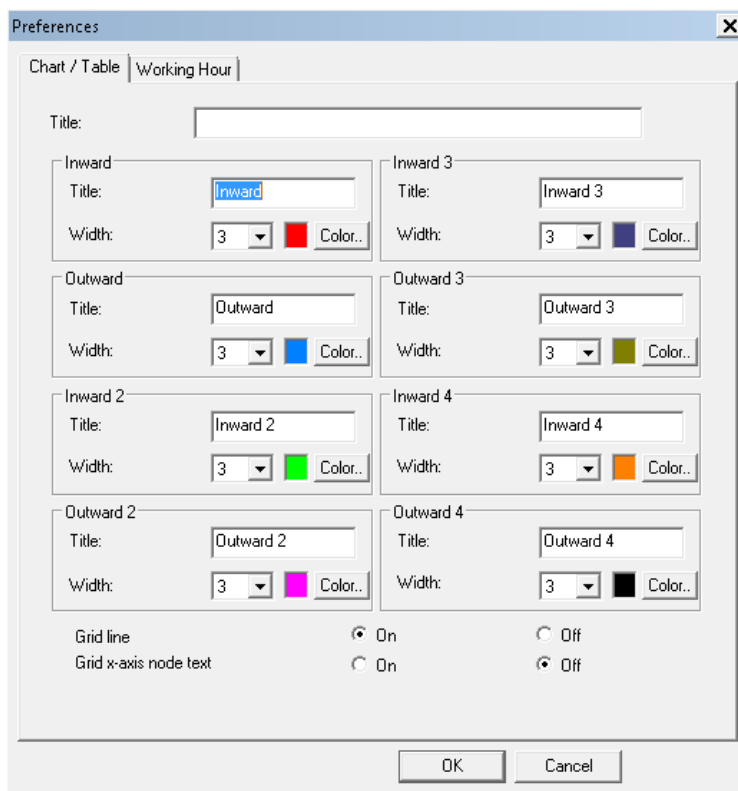 Preferences
Chart / Table
Working Hour
Title:
Inward
Title: Inward
Width: 3 Color..
Outward
Title: Outward
Width: 3 Color..
Inward 2
Title: Inward 2
Width: 3 Color..
Outward 2
Title: Outward 2
Width: 3 Color..
Inward 3
Title: Inward 3
Width: 3 Color..
Outward 3
Title: Outward 3
Width: 3 Color..
Inward 4
Title: Inward 4
Width: 3 Color..
Outward 4
Title: Outward 4
Width: 3 Color..
Grid line On Off
Grid x-axis node text On Off
OK Cancel